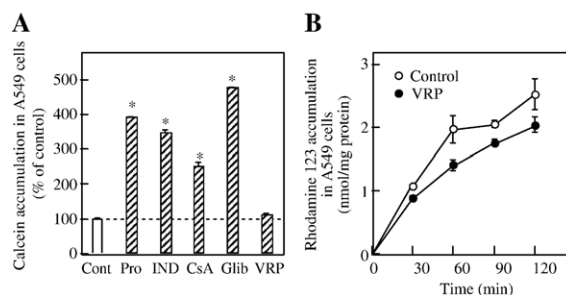 A
Calcein accumulation in A549 cells
(% of control)
500
400
300
200
100
0
*
*
*
*
Cont Pro IND CsA Glib VRP
B
Rhodamine 123 accumulation
in A549 cells
(nmol/mg protein)
3
2
1
0
Control
VRP
0 30 60 90 120
Time (min)